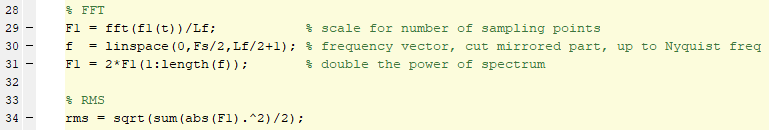 28 % FFT
29 - F1 = fft(f1(t))/Lf; % scale for number of sampling points
30 - f = linspace(0,Fs/2,Lf/2+1); % frequency vector, cut mirrored part, up to Nyquist freq
31 - F1 = 2*F1(1:length(f)); % double the power of spectrum
32
33 % RMS
34 - rms = sqrt(sum(abs(F1).^2)/2);